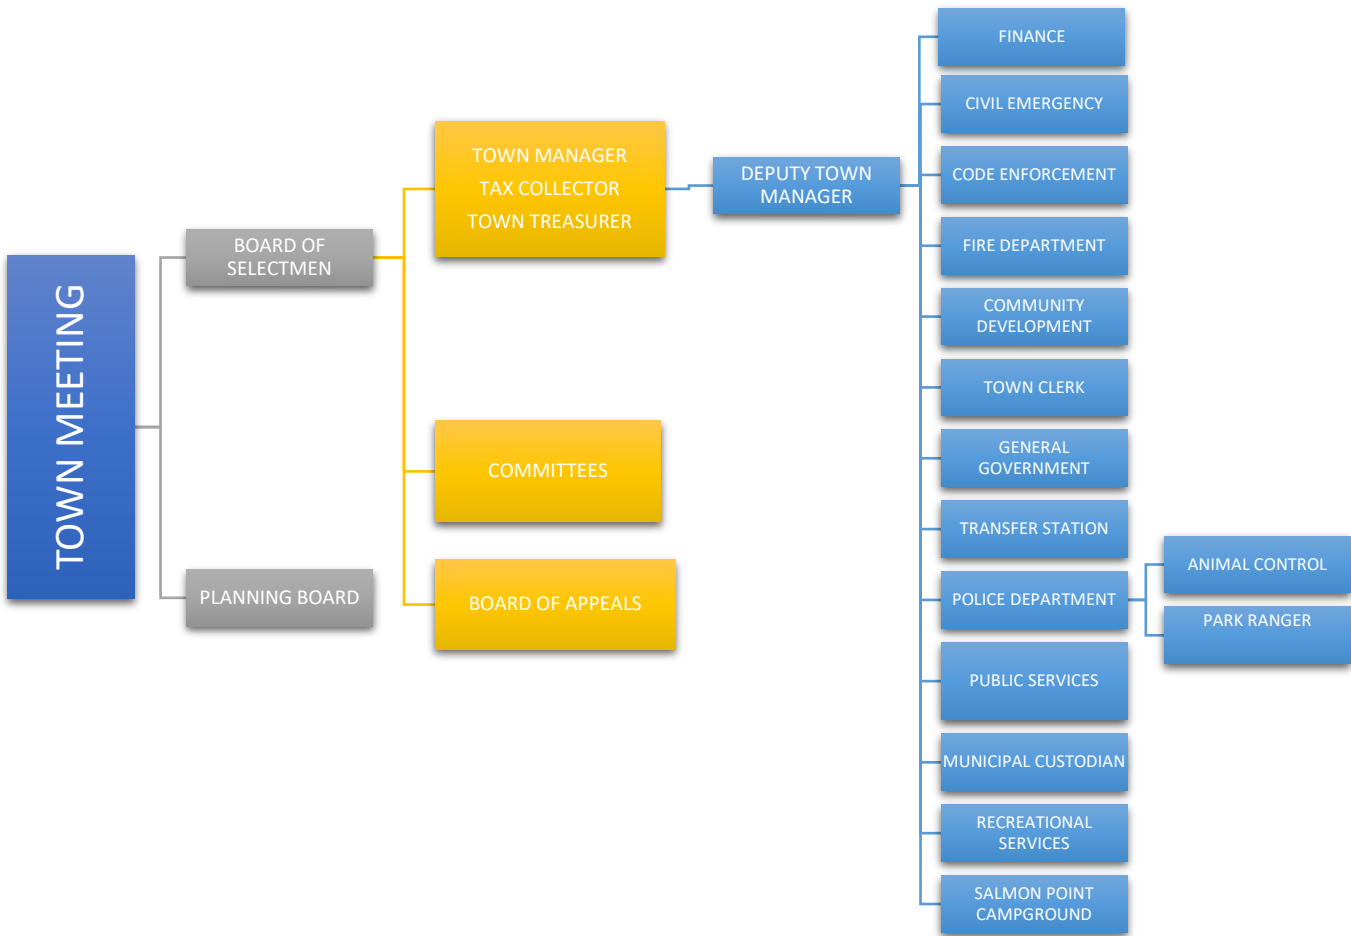 TOWN MEETING
BOARD OF
SELECTMEN
PLANNING BOARD
TOWN MANAGER
TAX COLLECTOR
TOWN TREASURER
COMMITTEES
BOARD OF APPEALS
DEPUTY TOWN
MANAGER
FINANCE
CIVIL EMERGENCY
CODE ENFORCEMENT
FIRE DEPARTMENT
COMMUNITY
DEVELOPMENT
TOWN CLERK
GENERAL
GOVERNMENT
TRANSFER STATION
POLICE DEPARTMENT
ANIMAL CONTROL
PARK RANGER
PUBLIC SERVICES
MUNICIPAL CUSTODIAN
RECREATIONAL
SERVICES
SALMON POINT
CAMPGROUND